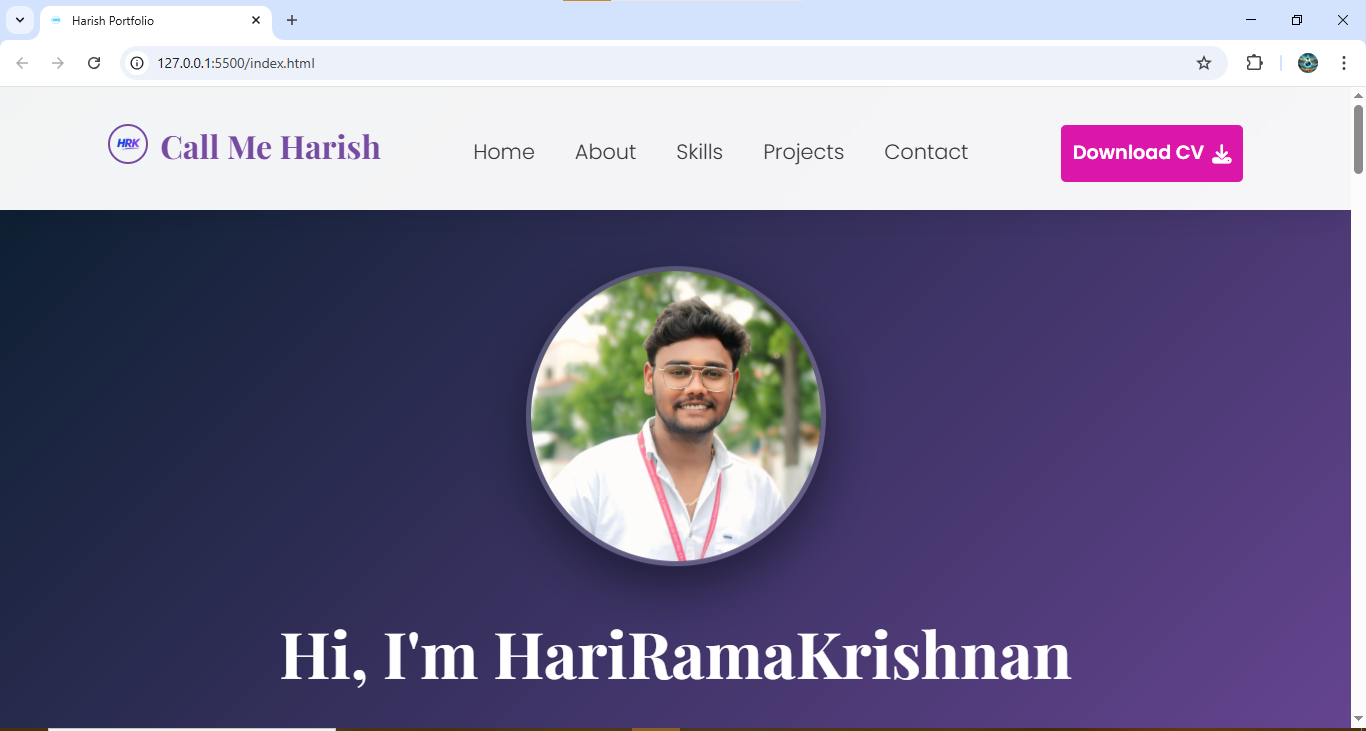 Harish Portfolio
127.0.0.1:5500/index.html
HRK
Call Me Harish
Home
About
Skills
Projects
Contact
Download CV
Hi, I'm HariRamaKrishnan